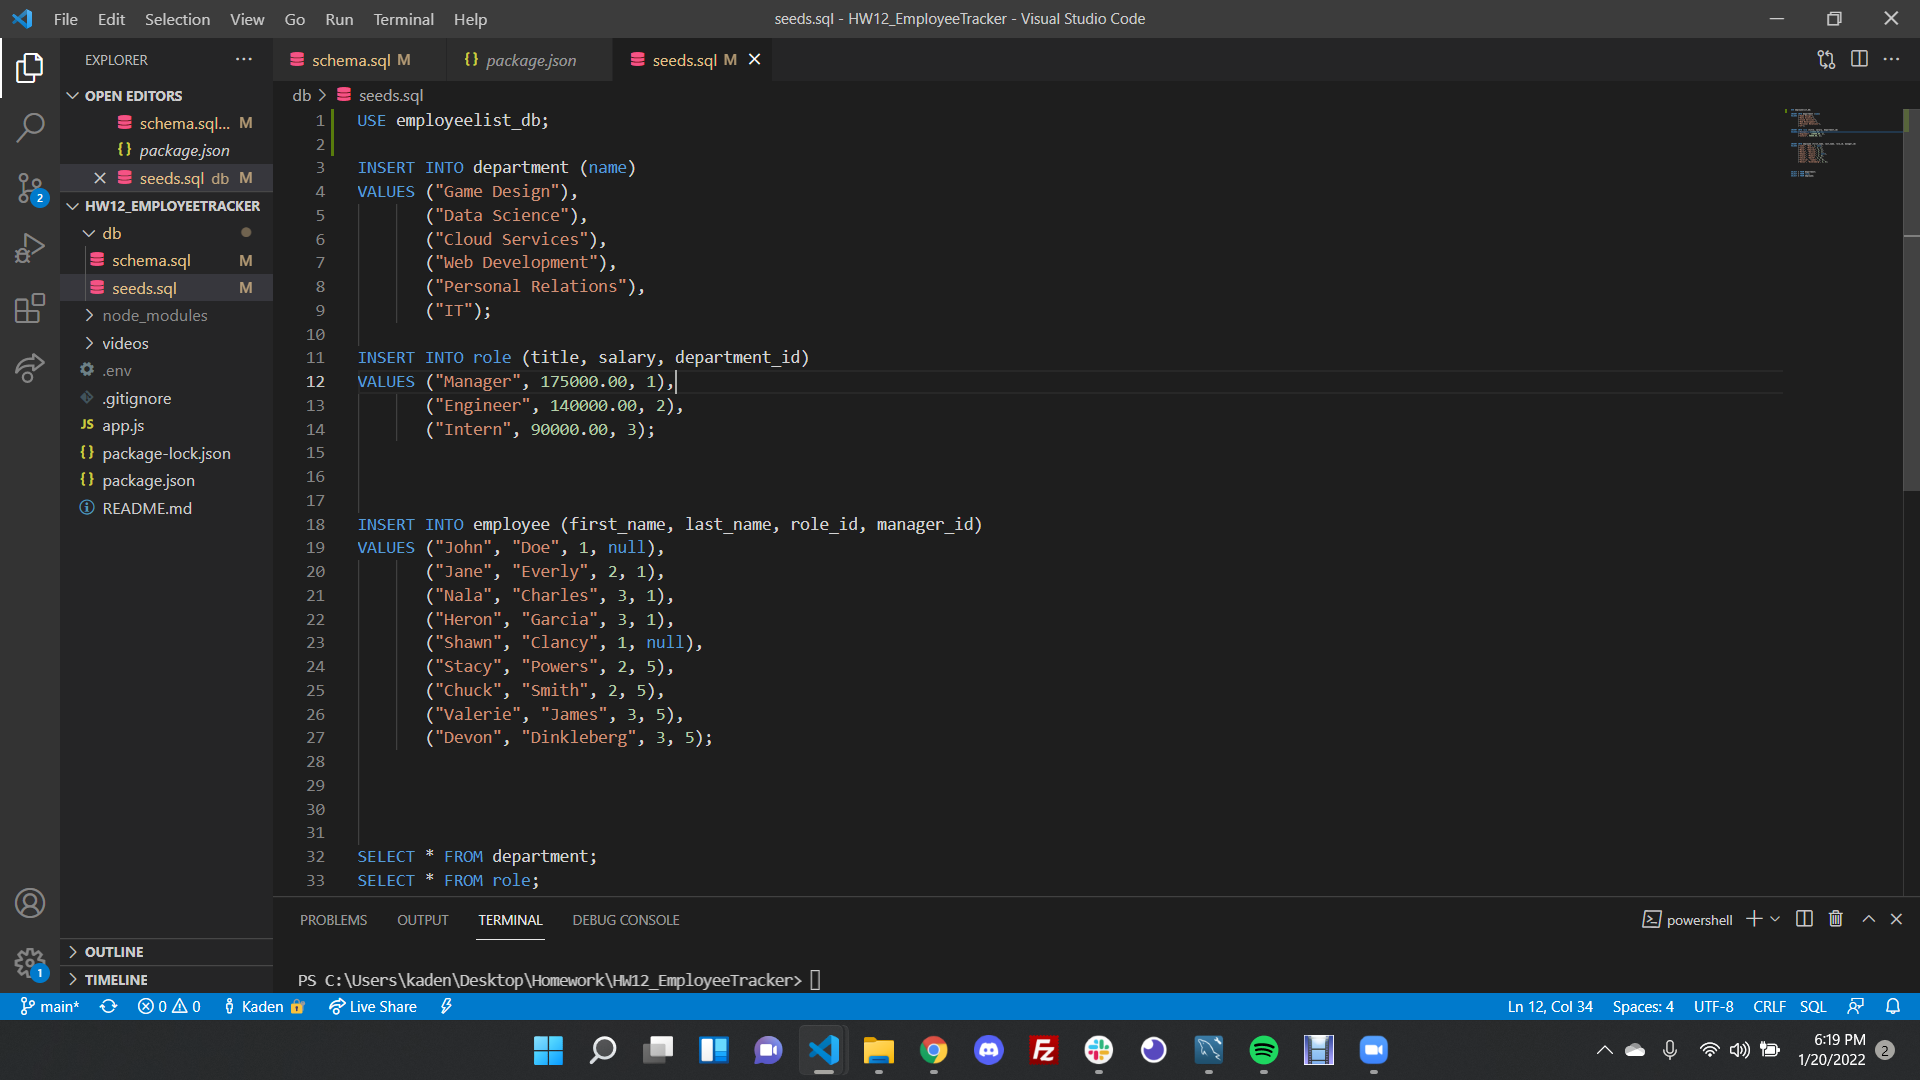 File Edit Selection View Go Run Terminal Help
seeds.sql - HW12_EmployeeTracker - Visual Studio Code
EXPLORER
OPEN EDITORS
schema.sql... M
package.json
seeds.sql db M
HW12_EMPLOYEETRACKER
db
schema.sql M
seeds.sql M
node_modules
videos
.env
.gitignore
JS app.js
{} package-lock.json
{} package.json
README.md
OUTLINE
TIMELINE
2
1
schema.sql M
{} package.json
seeds.sql M
db > seeds.sql
1 USE employeelist_db;
2
3 INSERT INTO department (name)
4 VALUES ("Game Design"),
5 ("Data Science"),
6 ("Cloud Services"),
7 ("Web Development"),
8 ("Personal Relations"),
9 ("IT");
10
11 INSERT INTO role (title, salary, department_id)
12 VALUES ("Manager", 175000.00, 1),
13 ("Engineer", 140000.00, 2),
14 ("Intern", 90000.00, 3);
15
16
17
18 INSERT INTO employee (first_name, last_name, role_id, manager_id)
19 VALUES ("John", "Doe", 1, null),
20 ("Jane", "Everly", 2, 1),
21 ("Nala", "Charles", 3, 1),
22 ("Heron", "Garcia", 3, 1),
23 ("Shawn", "Clancy", 1, null),
24 ("Stacy", "Powers", 2, 5),
25 ("Chuck", "Smith", 2, 5),
26 ("Valerie", "James", 3, 5),
27 ("Devon", "Dinkleberg", 3, 5);
28
29
30
31
32 SELECT * FROM department;
33 SELECT * FROM role;
PROBLEMS OUTPUT TERMINAL DEBUG CONSOLE
powershell
PS C:\Users\kaden\Desktop\Homework\HW12_EmployeeTracker>
main* 0 0 Kaden Live Share
Ln 12, Col 34 Spaces: 4 UTF-8 CRLF SQL
Fz
6:19 PM
1/20/2022
2